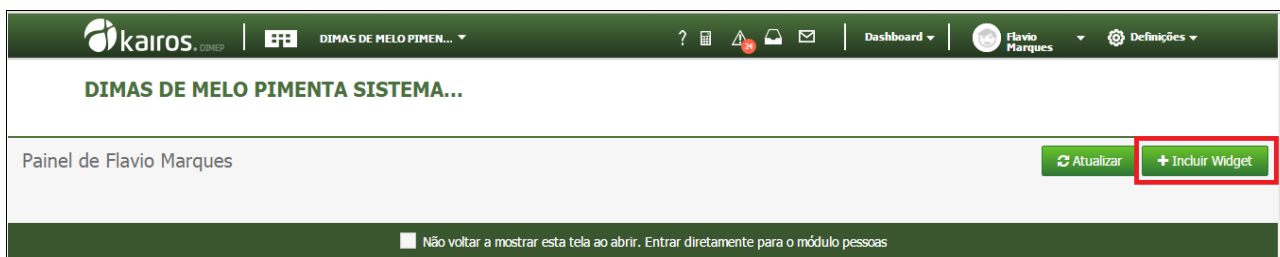 kairos. DIMEP DIMAS DE MELO PIMEN... ? 24 Dashboard Flavio Marques Definições
DIMAS DE MELO PIMENTA SISTEMA...
Painel de Flavio Marques Atualizar + Incluir Widget
Não voltar a mostrar esta tela ao abrir. Entrar diretamente para o módulo pessoas